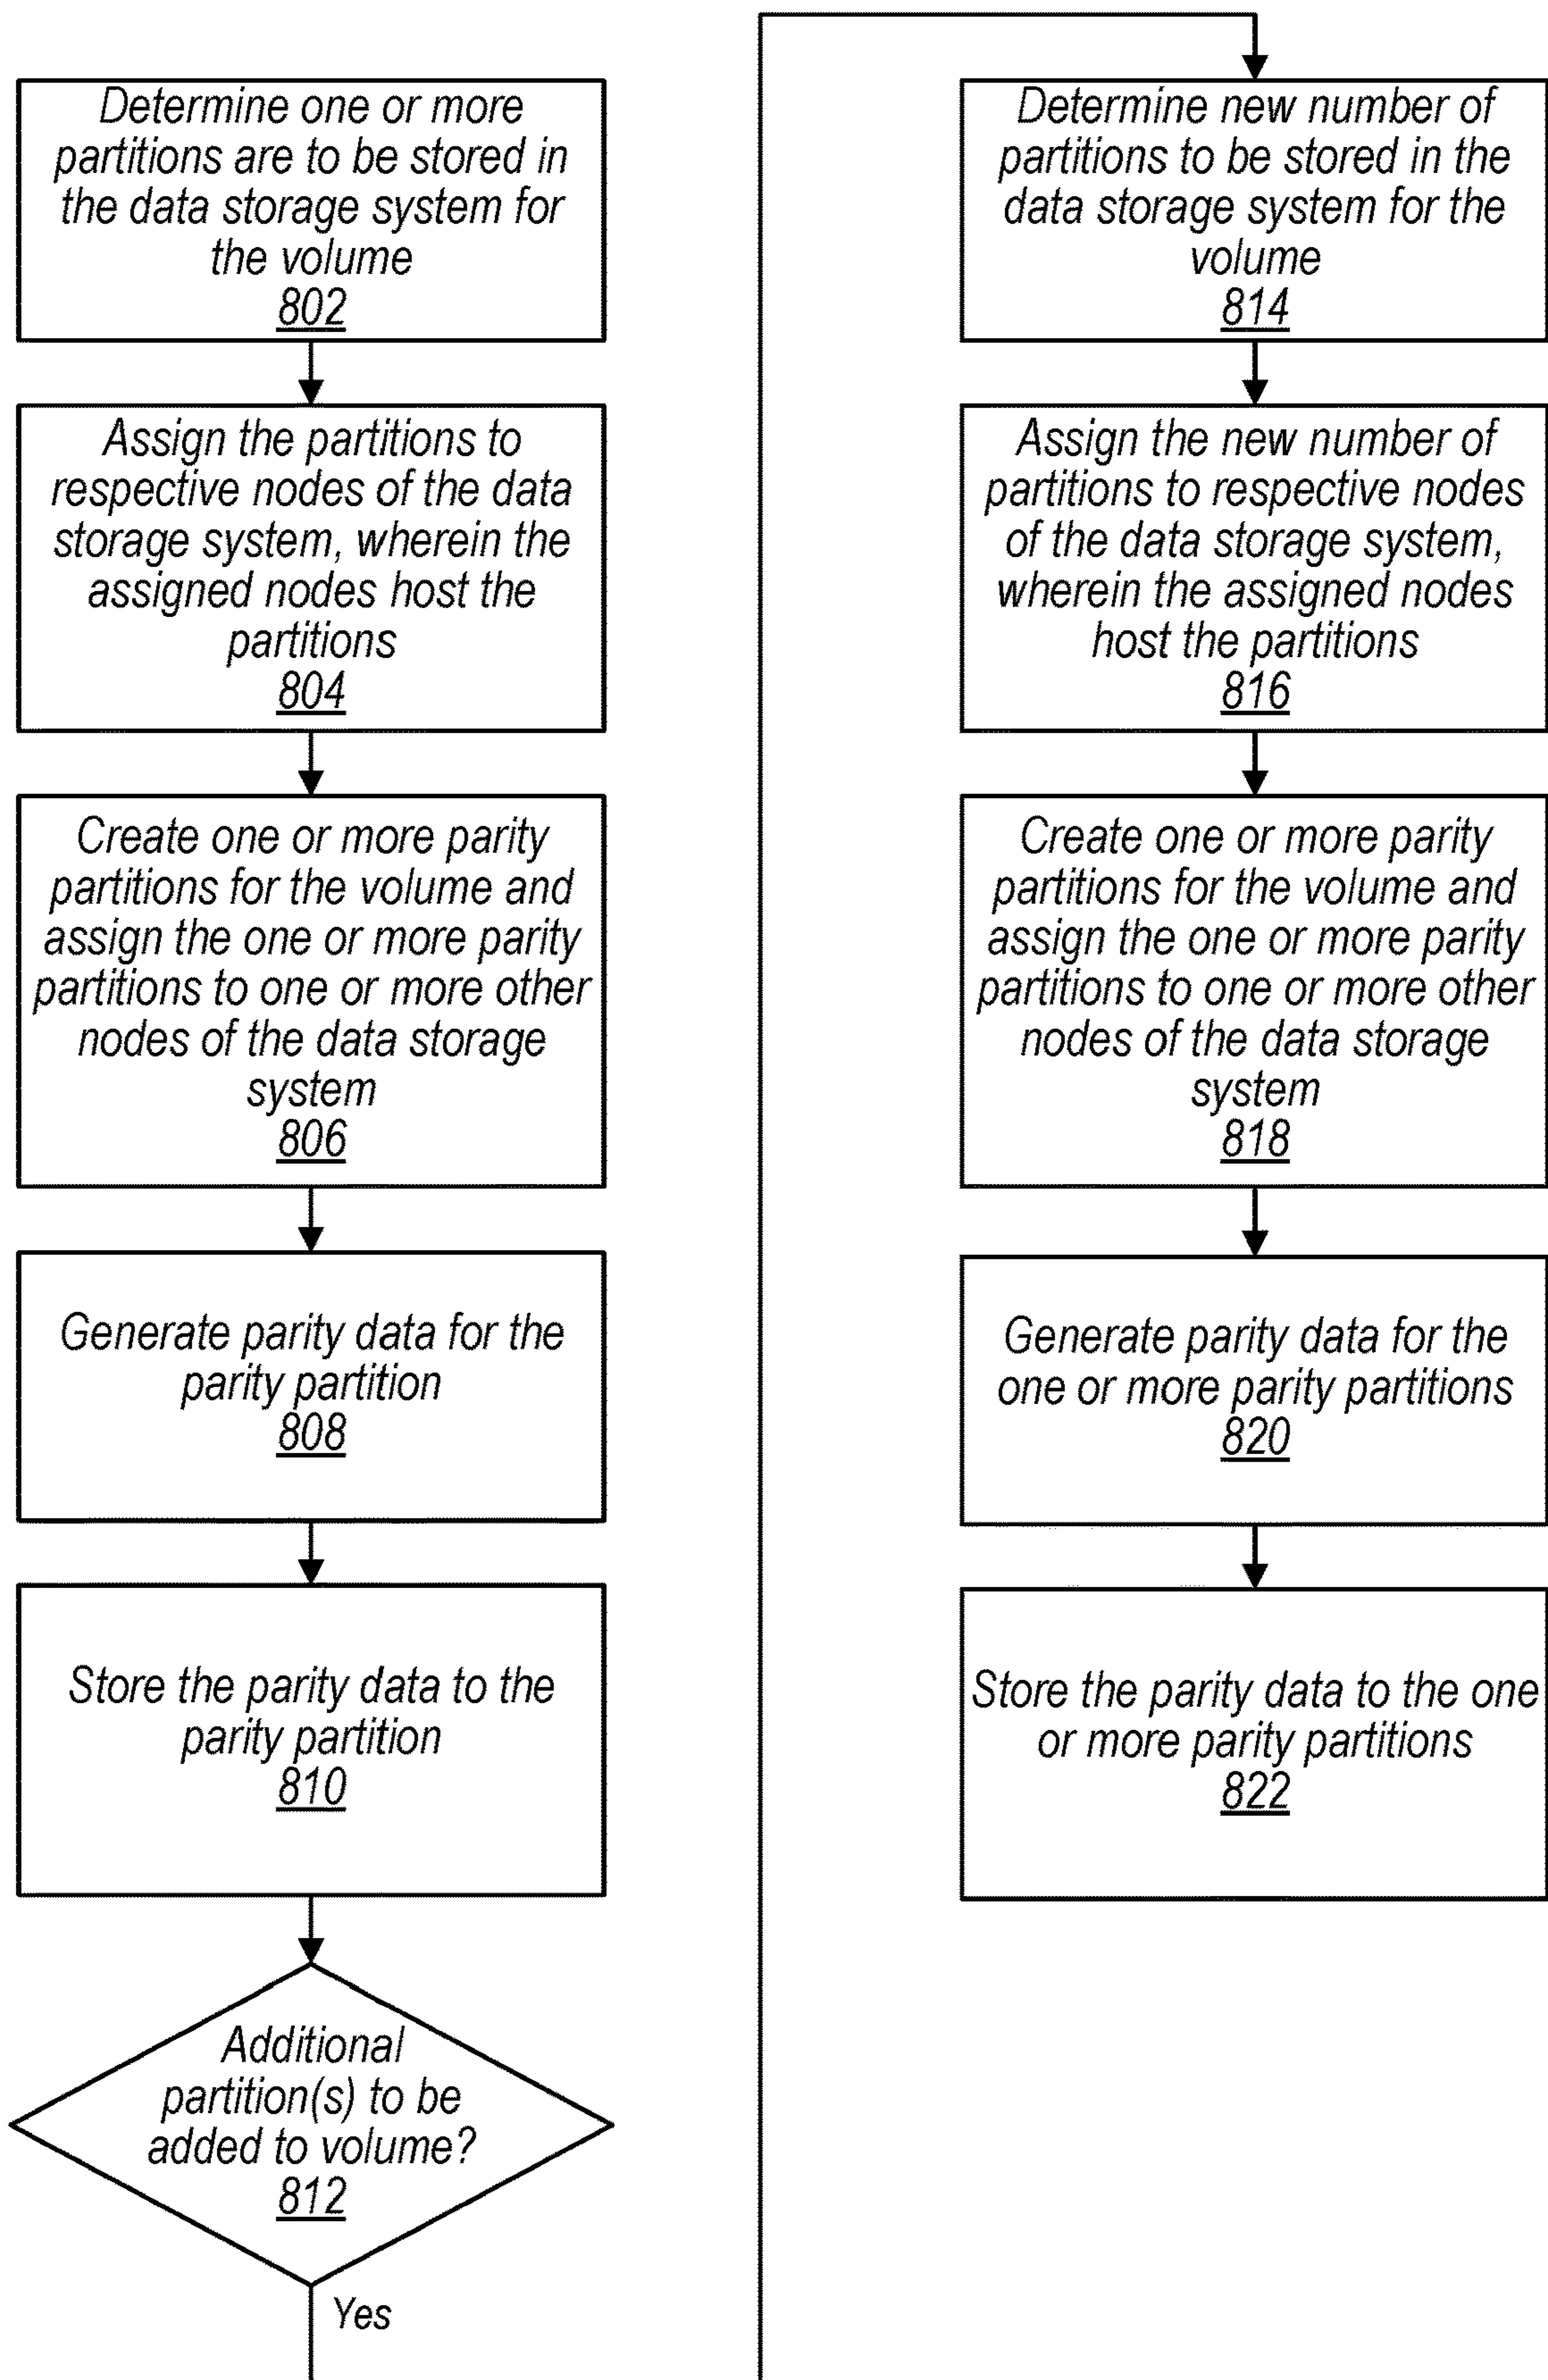 Determine one or more
partitions are to be stored in
the data storage system for
the volume
802
Assign the partitions to
respective nodes of the data
storage system, wherein the
assigned nodes host the
partitions
804
Create one or more parity
partitions for the volume and
assign the one or more parity
partitions to one or more other
nodes of the data storage
system
806
Generate parity data for the
parity partition
808
Store the parity data to the
parity partition
810
Additional
partition(s) to be
added to volume?
812
Yes
Determine new number of
partitions to be stored in the
data storage system for the
volume
814
Assign the new number of
partitions to respective nodes
of the data storage system,
wherein the assigned nodes
host the partitions
816
Create one or more parity
partitions for the volume and
assign the one or more parity
partitions to one or more other
nodes of the data storage
system
818
Generate parity data for the
one or more parity partitions
820
Store the parity data to the one
or more parity partitions
822